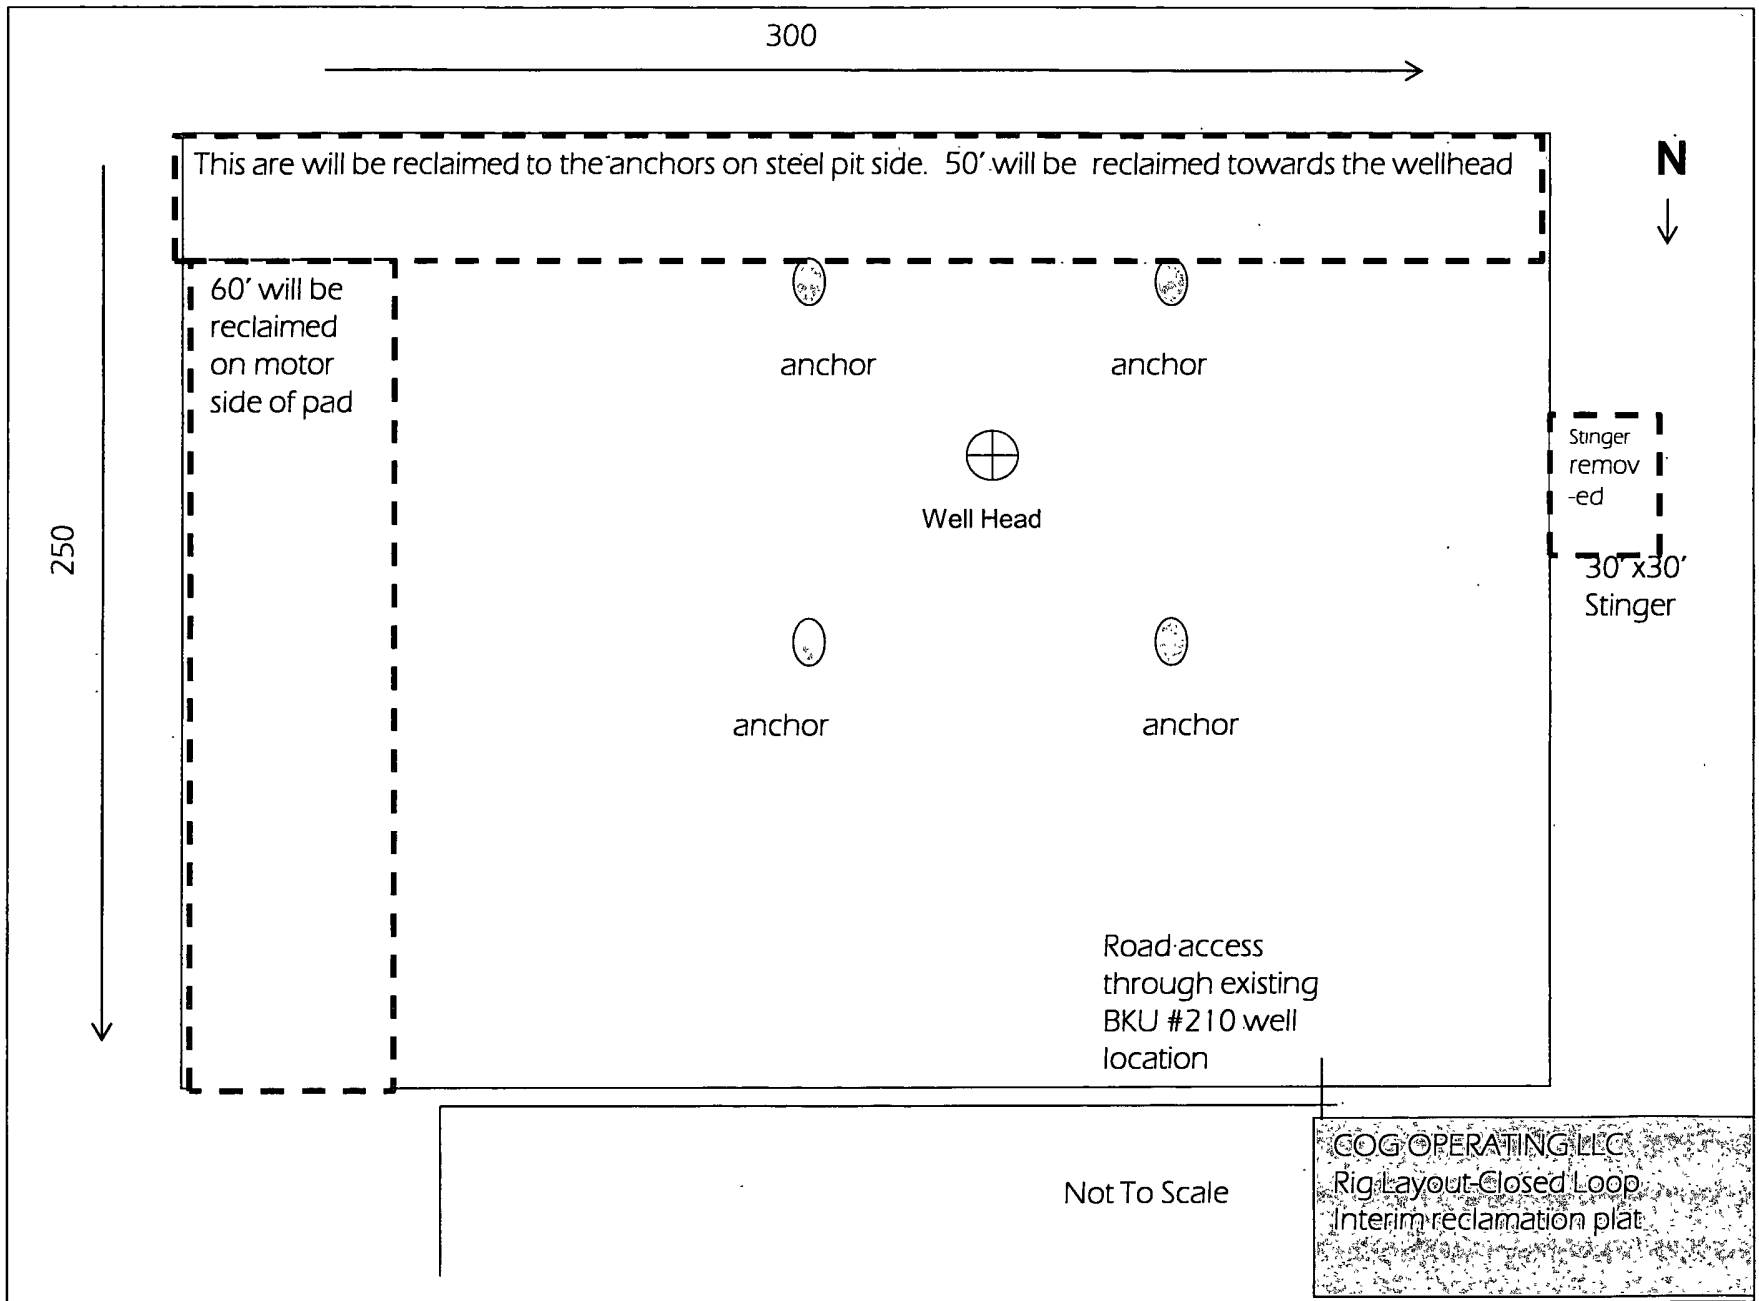 300
This are will be reclaimed to the anchors on steel pit side. 50' will be reclaimed towards the wellhead
N
60' will be
reclaimed
on motor
side of pad
anchor
anchor
Stinger
remov
-ed
Well Head
250
30' x30'
Stinger
anchor
anchor
Road access
through existing
BKU #210 well
location
COG OPERATING LLC
Rig Layout-Closed Loop
Interim reclamation plat
Not To Scale